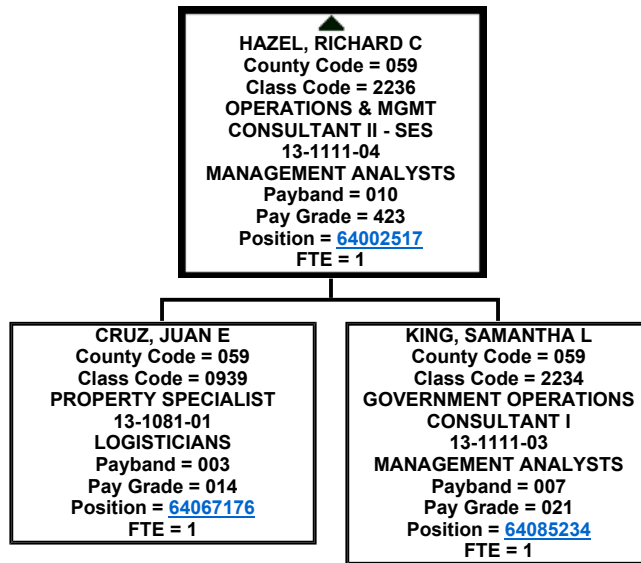 HAZEL, RICHARD C
County Code = 059
Class Code = 2236
OPERATIONS & MGMT
CONSULTANT II - SES
13-1111-04
MANAGEMENT ANALYSTS
Payband = 010
Pay Grade = 423
Position = 64002517
FTE = 1
CRUZ, JUAN E
County Code = 059
Class Code = 0939
PROPERTY SPECIALIST
13-1081-01
LOGISTICIANS
Payband = 003
Pay Grade = 014
Position = 64067176
FTE = 1
KING, SAMANTHA L
County Code = 059
Class Code = 2234
GOVERNMENT OPERATIONS
CONSULTANT I
13-1111-03
MANAGEMENT ANALYSTS
Payband = 007
Pay Grade = 021
Position = 64085234
FTE = 1